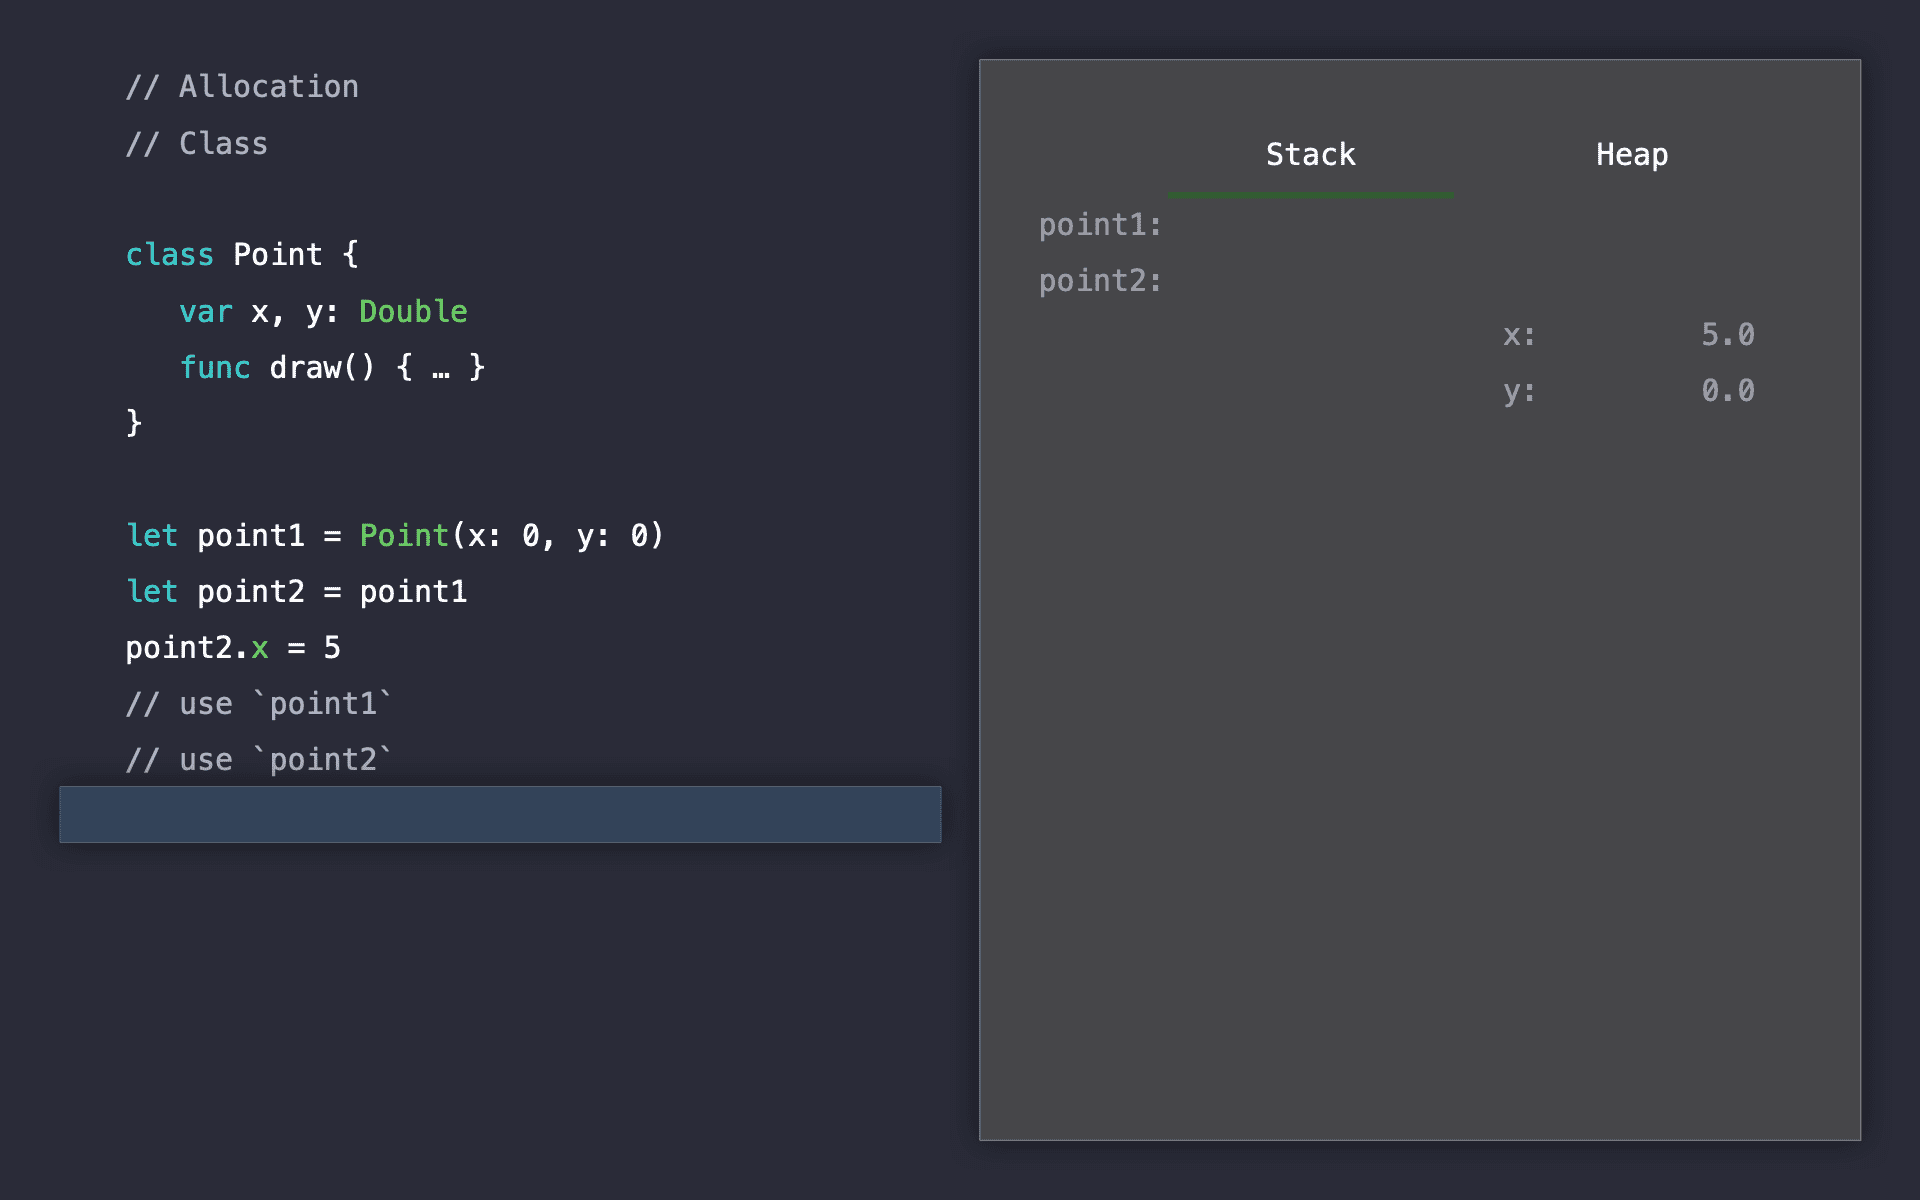 // Allocation
// Class
class Point {
var x, y: Double
func draw() { … }
}
let point1 = Point(x: 0, y: 0)
let point2 = point1
point2.x = 5
// use `point1`
// use `point2`
Stack Heap
point1:
point2:
x: 5.0
y: 0.0